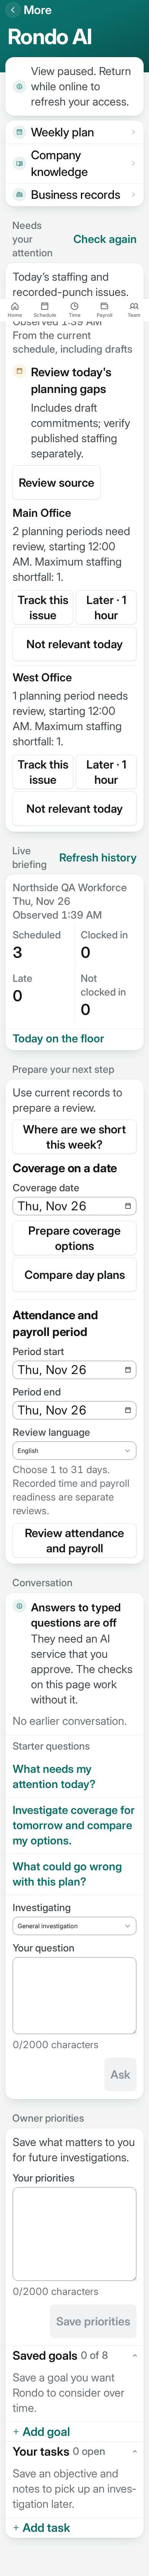 More
Rondo AI
View paused. Return
while online to
refresh your access.
Weekly plan
Company
knowledge
Business records
Needs
your
attention
Check again
Today's staffing and
recorded-punch issues.
Home
Schedule
Time
Payroll
Team
Observed 1:39 AM
From the current
schedule, including drafts
Review today's
planning gaps
Includes draft
commitments; verify
published staffing
separately.
Review source
Main Office
2 planning periods need
review, starting 12:00
AM. Maximum staffing
shortfall: 1.
Track this
issue
Later · 1
hour
Not relevant today
West Office
1 planning period needs
review, starting 12:00
AM. Maximum staffing
shortfall: 1.
Track this
issue
Later · 1
hour
Not relevant today
Live
briefing
Refresh history
Northside QA Workforce
Thu, Nov 26
Observed 1:39 AM
Scheduled
3
Clocked in
0
Late
0
Not
clocked in
0
Today on the floor
Prepare your next step
Use current records to
prepare a review.
Where are we short
this week?
Coverage on a date
Coverage date
Thu, Nov 26
Prepare coverage
options
Compare day plans
Attendance and
payroll period
Period start
Thu, Nov 26
Period end
Thu, Nov 26
Review language
English
Choose 1 to 31 days.
Recorded time and payroll
readiness are separate
reviews.
Review attendance
and payroll
Conversation
Answers to typed
questions are off
They need an AI
service that you
approve. The checks
on this page work
without it.
No earlier conversation.
Starter questions
What needs my
attention today?
Investigate coverage for
tomorrow and compare
my options.
What could go wrong
with this plan?
Investigating
General investigation
Your question
0/2000 characters
Ask
Owner priorities
Save what matters to you
for future investigations.
Your priorities
0/2000 characters
Save priorities
Saved goals 0 of 8
Save a goal you want
Rondo to consider over
time.
+ Add goal
Your tasks 0 open
Save an objective and
notes to pick up an inves-
tigation later.
+ Add task